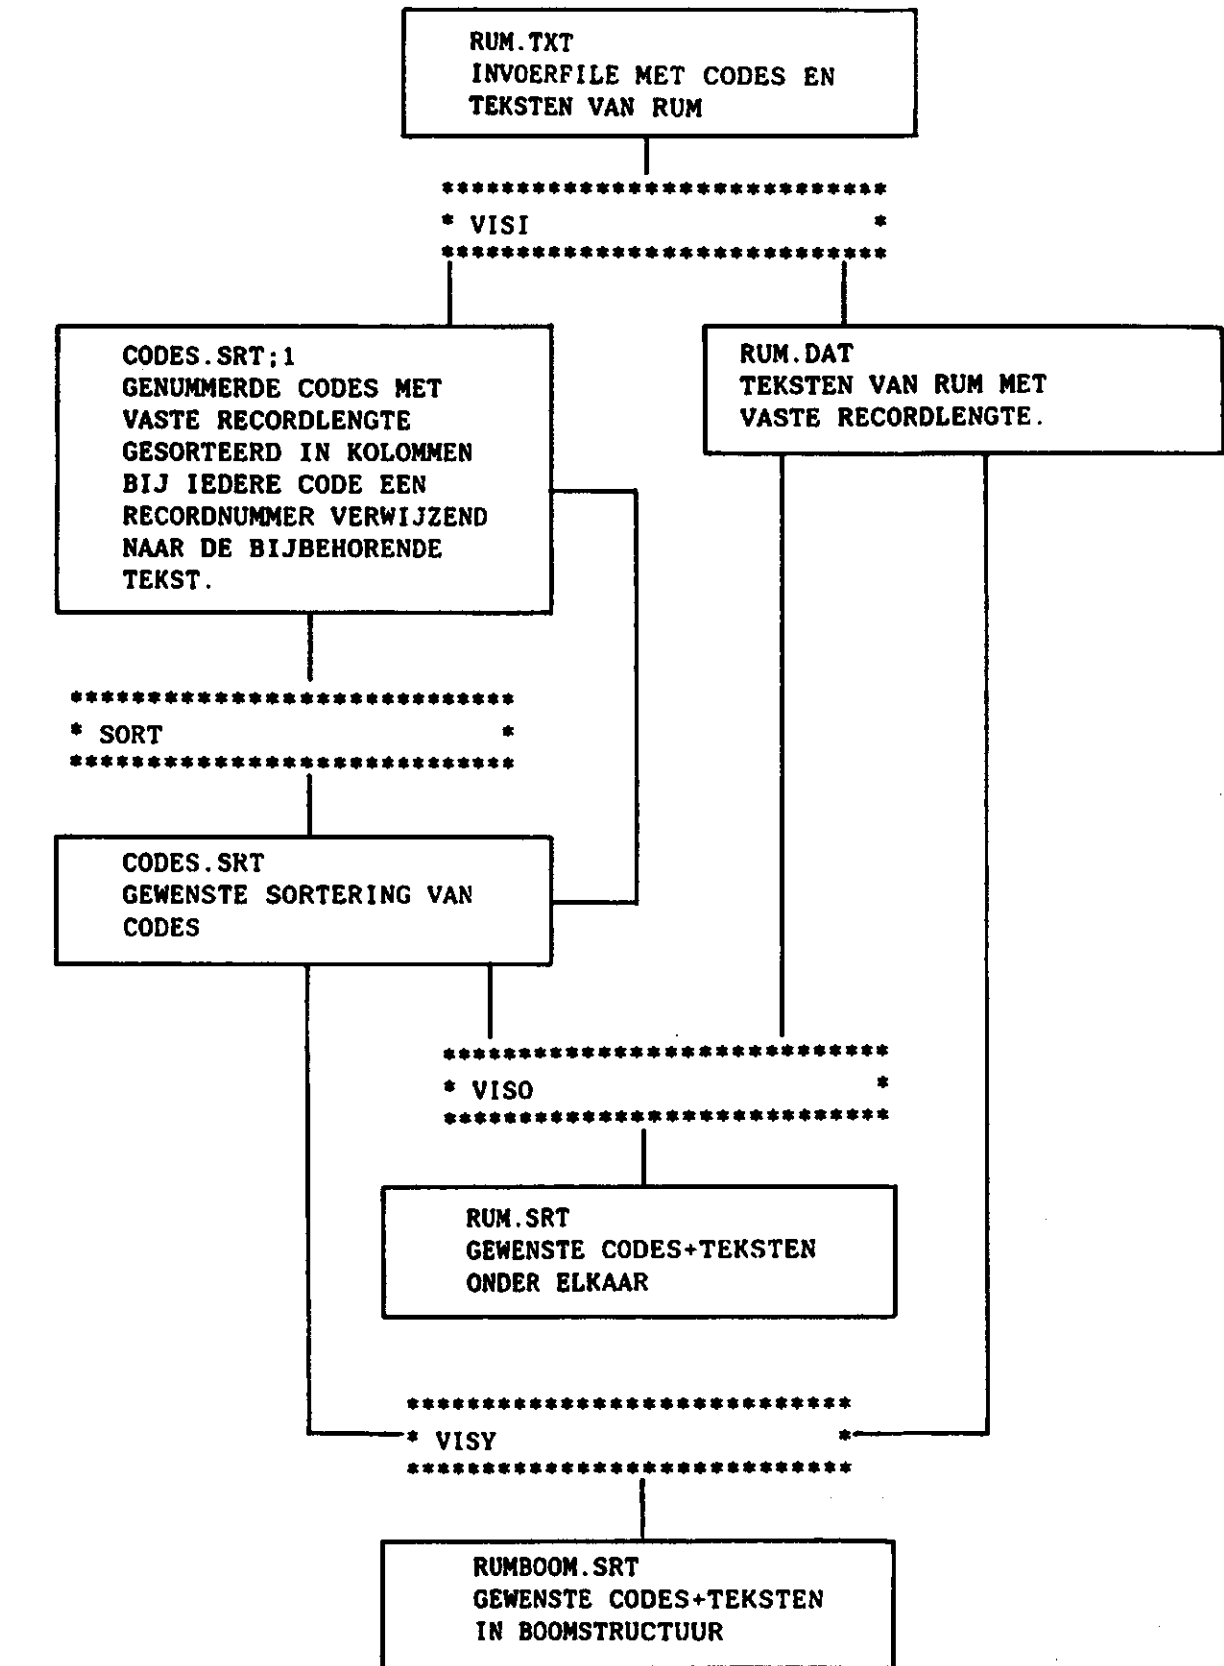 RUM.TXT
INVOERFILE MET CODES EN
TEKSTEN VAN RUM
****************************
* VISI *
****************************
CODES.SRT;1
GENUMMERDE CODES MET
VASTE RECORDLENGTE
GESORTEERD IN KOLOMMEN
BIJ IEDERE CODE EEN
RECORDNUMMER VERWIJZEND
NAAR DE BIJBEHORENDE
TEKST.
RUM.DAT
TEKSTEN VAN RUM MET
VASTE RECORDLENGTE.
****************************
* SORT *
****************************
CODES.SRT
GEWENSTE SORTERING VAN
CODES
****************************
* VISO *
****************************
RUM.SRT
GEWENSTE CODES+TEKSTEN
ONDER ELKAAR
****************************
* VISY *
****************************
RUMBOOM.SRT
GEWENSTE CODES+TEKSTEN
IN BOOMSTRUCTUUR